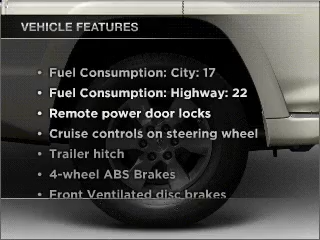 VEHICLE FEATURES
• Fuel Consumption: City: 17
• Fuel Consumption: Highway: 22
• Remote power door locks
• Cruise controls on steering wheel
• Trailer hitch
• 4-wheel ABS Brakes
• Front Ventilated disc brakes